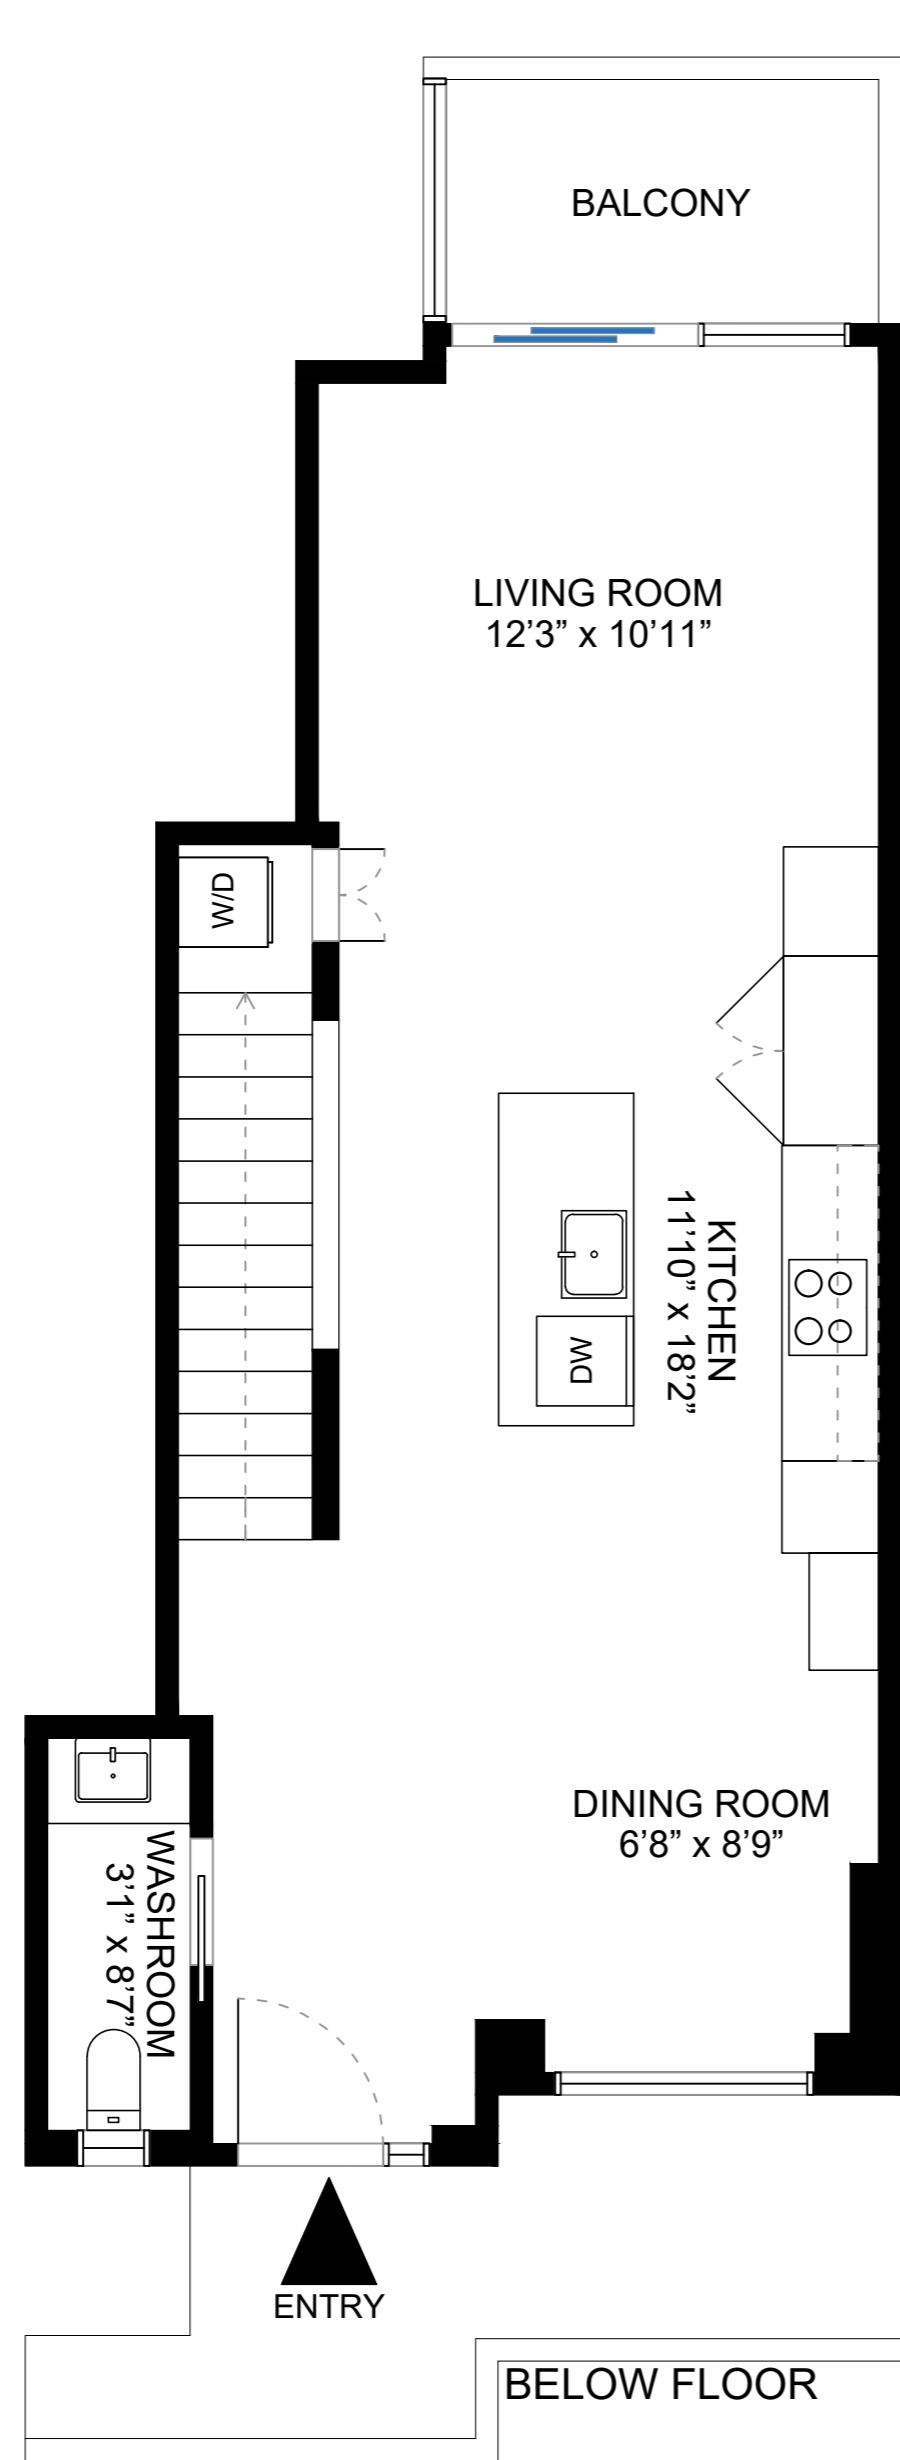 BALCONY
LIVING ROOM
12’3” x 10’11”
W/D
KITCHEN
11’10” x 18’2”
DW
DINING ROOM
6’8” x 8’9”
WASHROOM
3’1” x 8’7”
ENTRY
BELOW FLOOR